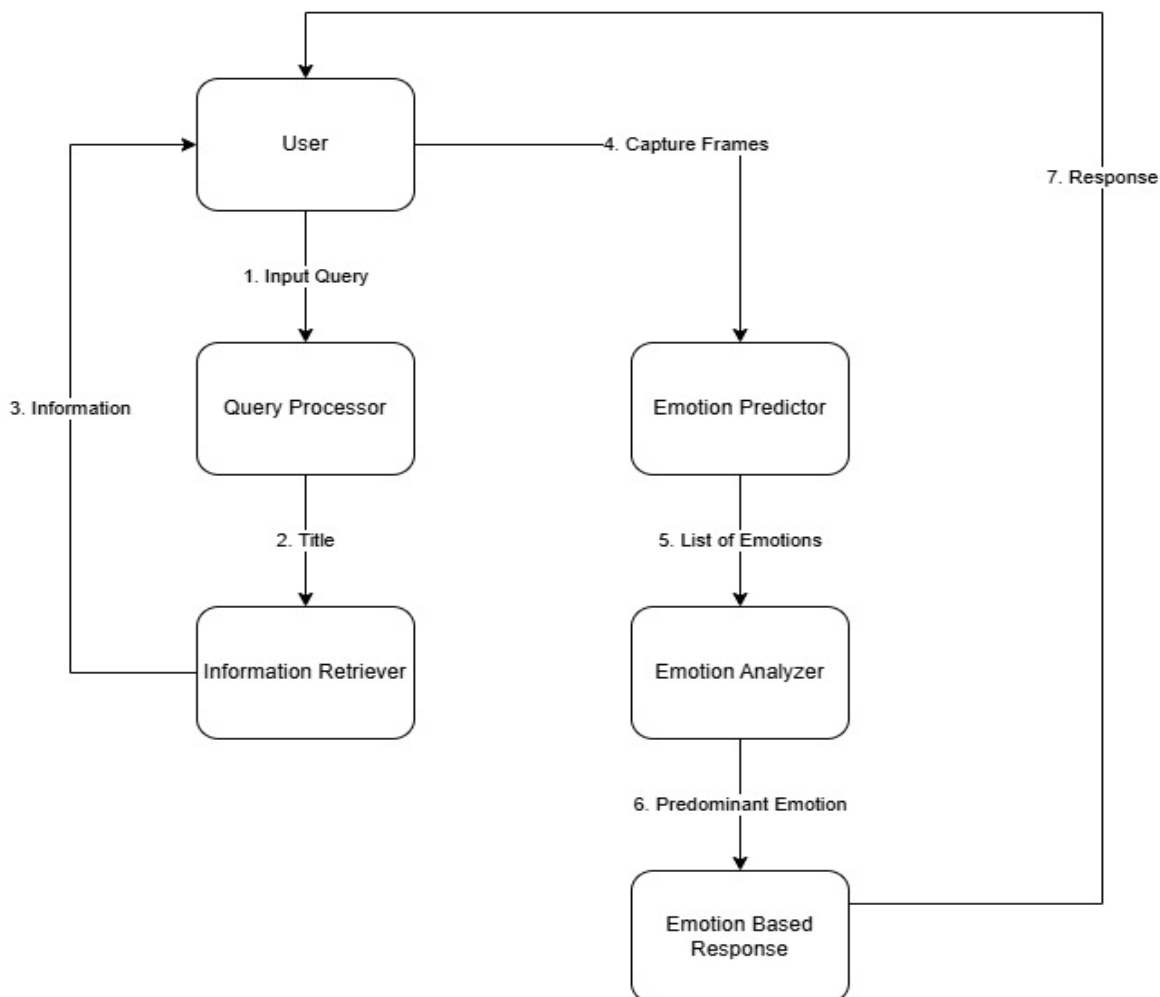 User
4. Capture Frames
7. Response
1. Input Query
3. Information
Query Processor
Emotion Predictor
2. Title
5. List of Emotions
Information Retriever
Emotion Analyzer
6. Predominant Emotion
Emotion Based
Response